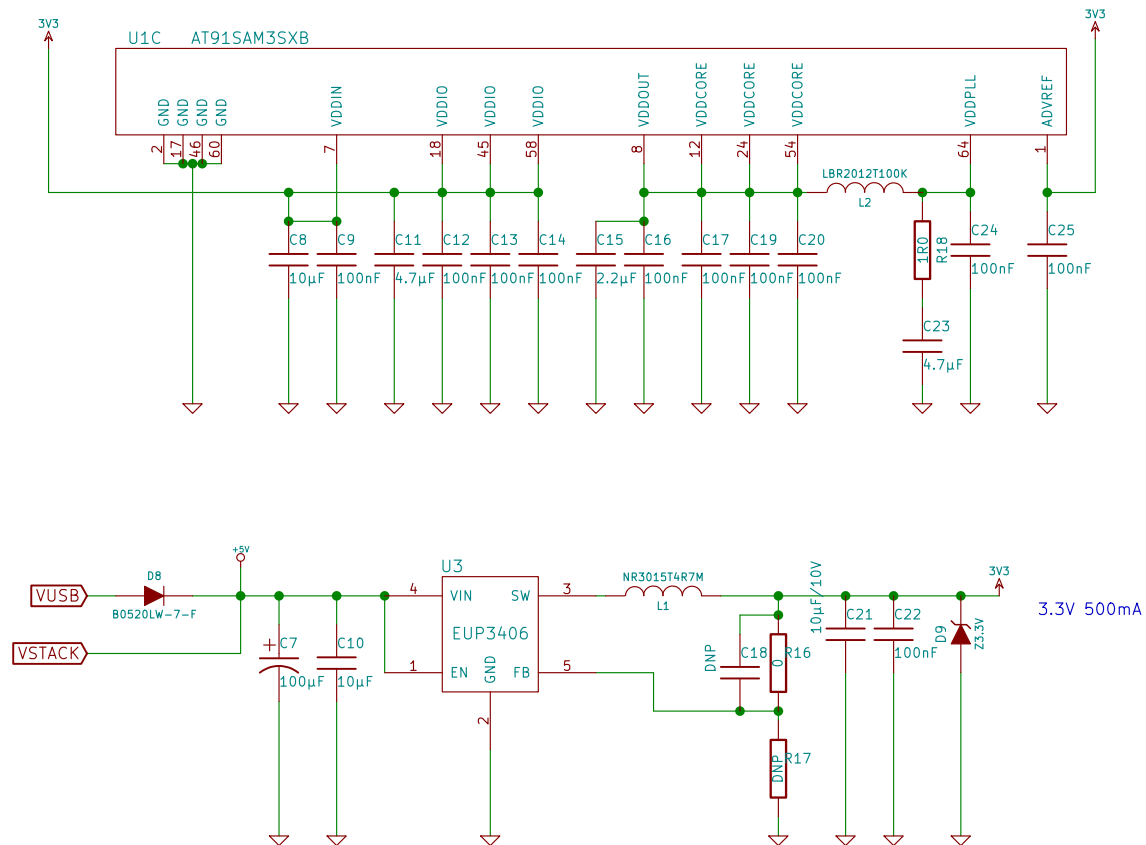 3V3
3V3
U1C AT91SAM3SXB
GND
GND
GND
GND
VDDIN
VDDIO
VDDIO
VDDIO
VDDOUT
VDDCORE
VDDCORE
VDDCORE
VDDPLL
ADVREF
2
17
46
60
7
18
45
58
8
12
24
54
64
1
LBR2012T100K
L2
C8
10µF
C9
100nF
C11
4.7µF
C12
100nF
C13
100nF
C14
100nF
C15
2.2µF
C16
100nF
C17
100nF
C19
100nF
C20
100nF
1R0
R18
C23
4.7µF
C24
100nF
C25
100nF
VUSB
VSTACK
D8
B0520LW-7-F
+5V
C7
100µF
C10
10µF
U3
EUP3406
4
VIN
1
EN
GND
2
SW
3
FB
5
NR3015T4R7M
L1
DNP
C18
0
R16
DNP
R17
10µF/10V
C21
C22
100nF
D9
Z3.3V
3V3
3.3V 500mA